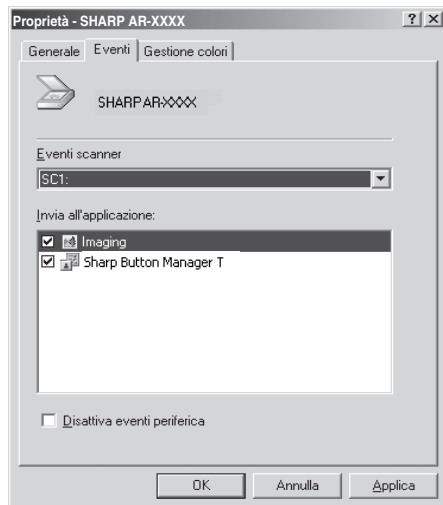 Proprietà - SHARP AR-XXXX
Generale Eventi Gestione colori
SHARP AR-XXXX
Eventi scanner
SC1:
Invia all'applicazione:
Imaging
Sharp Button Manager T
Disattiva eventi periferica
OK Annulla Applica